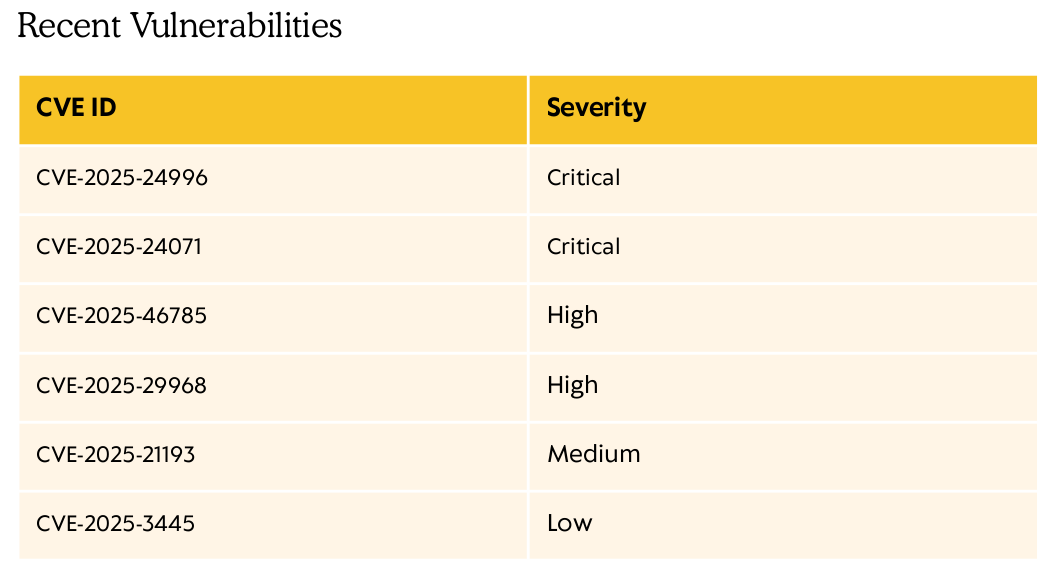 Recent Vulnerabilities
CVE ID Severity
CVE-2025-24996 Critical
CVE-2025-24071 Critical
CVE-2025-46785 High
CVE-2025-29968 High
CVE-2025-21193 Medium
CVE-2025-3445 Low